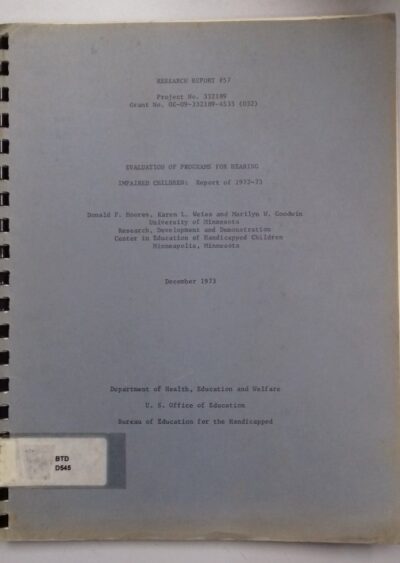 RESEARCH REPORT #57
Project No. 332189
Grant No. OE-09-332189-4533 (032)
EVALUATION OF PROGRAMS FOR HEARING
IMPAIRED CHILDREN: Report of 1972-73
Donald F. Moores, Karen L. Weiss and Marilyn W. Goodwin
University of Minnesota
Research, Development and Demonstration
Center in Education of Handicapped Children
Minneapolis, Minnesota
December 1973
Department of Health, Education and Welfare
U. S. Office of Education
Bureau of Education for the Handicapped
BTD
D545